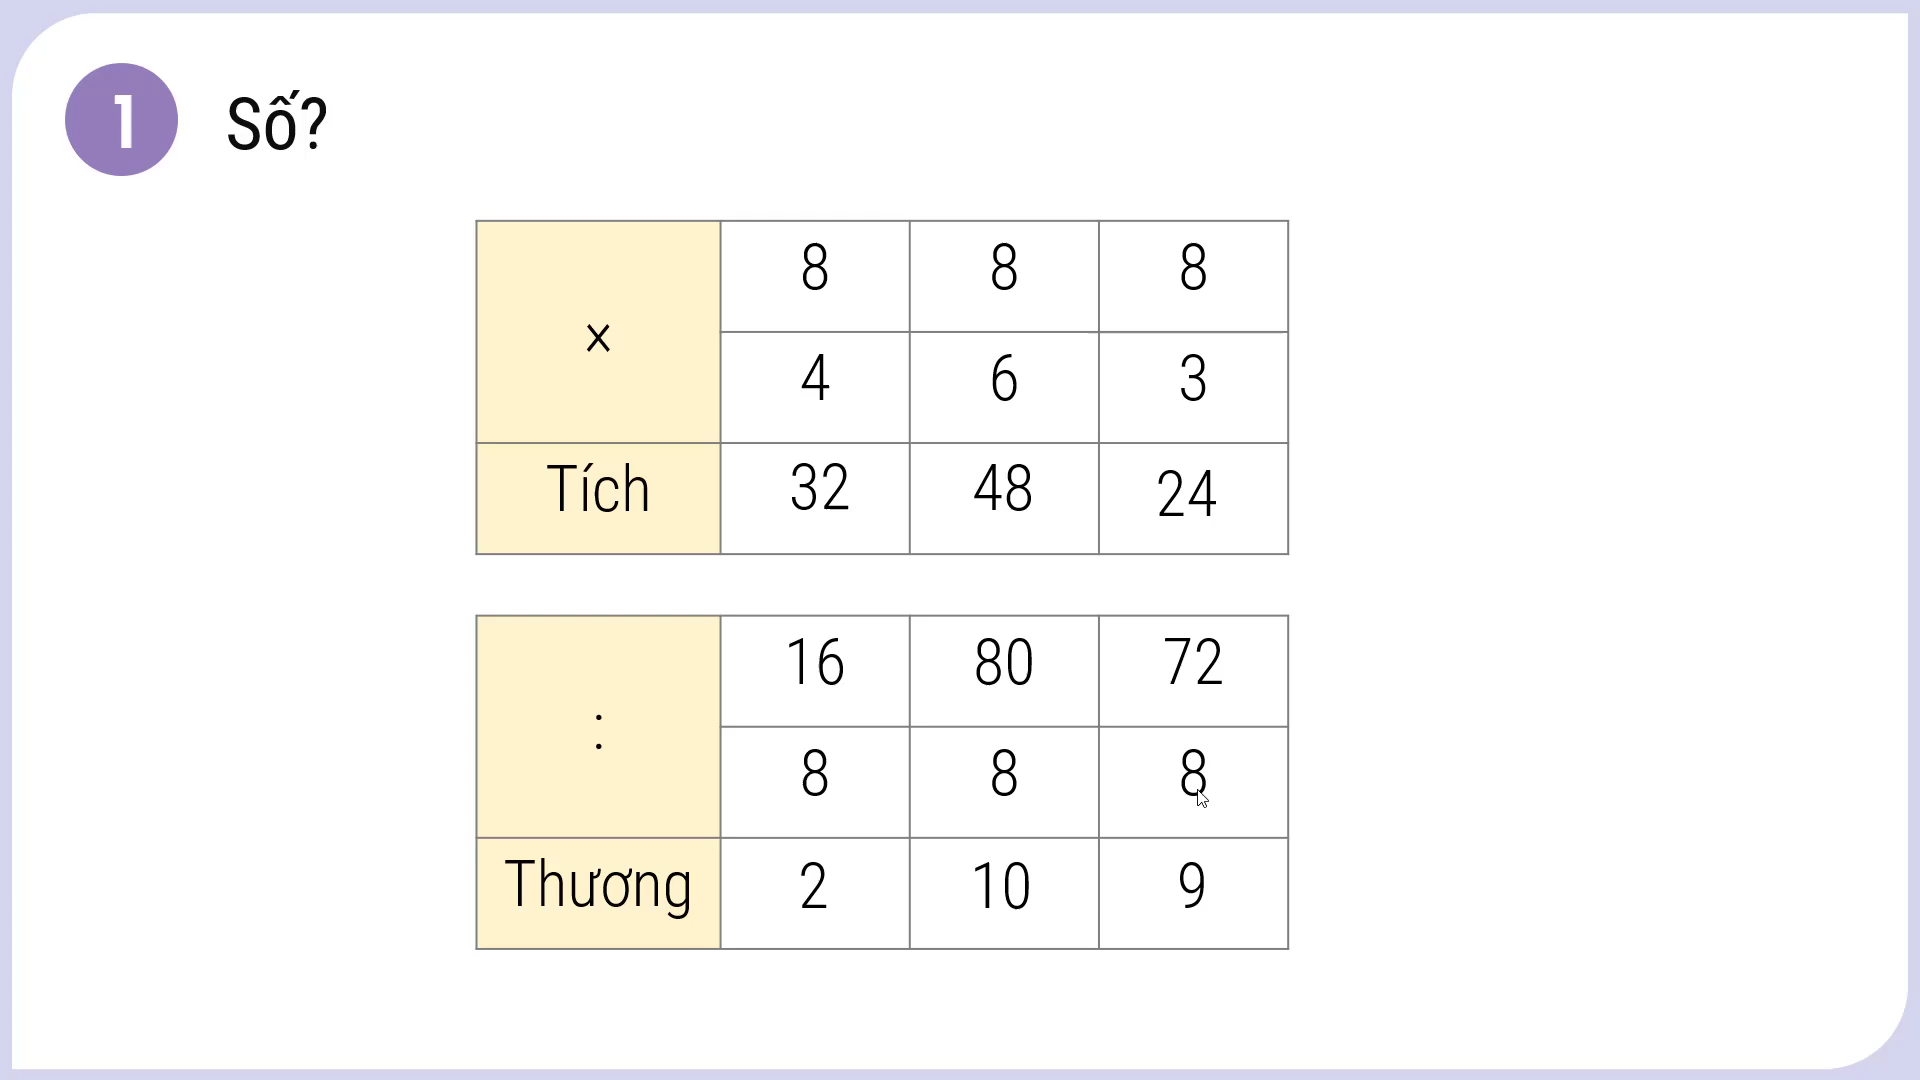 1 Số?
8 8 8
×
4 6 3
Tích 32 48 24
16 80 72
:
8 8 8
Thương 2 10 9